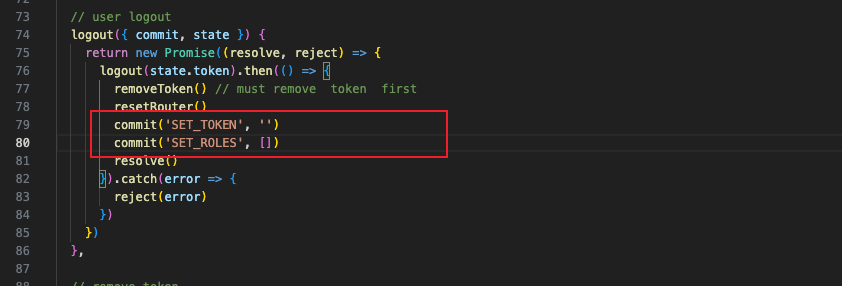 73 // user logout
74 logout({ commit, state }) {
75 return new Promise((resolve, reject) => {
76 logout(state.token).then(() => {
77 removeToken() // must remove  token  first
78 resetRouter()
79 commit('SET_TOKEN', '')
80 commit('SET_ROLES', [])
81 resolve()
82 }).catch(error => {
83 reject(error)
84 })
85 })
86 },
87
88 // remove token